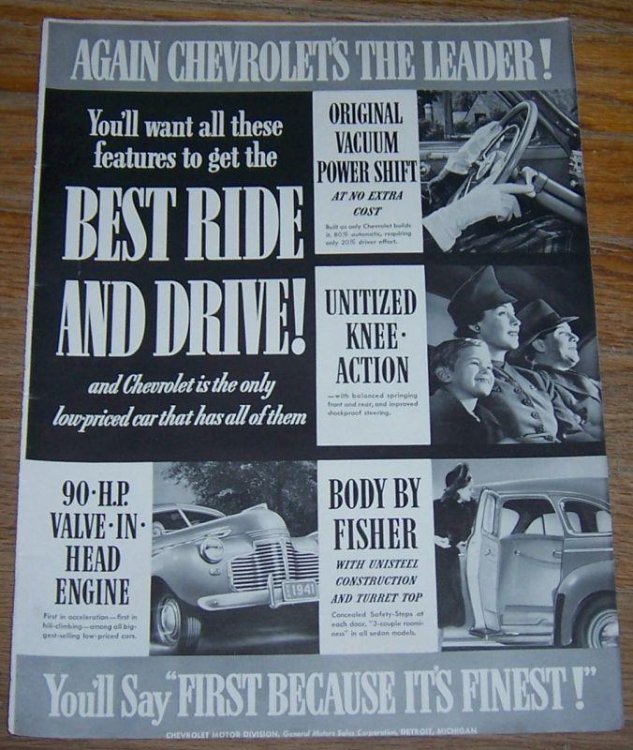 AGAIN CHEVROLET'S THE LEADER!
You'll want all these
features to get the
BEST RIDE
AND DRIVE!
and Chevrolet is the only
low-priced car that has all of them
ORIGINAL
VACUUM
POWER SHIFT
AT NO EXTRA
COST
Built as only Chevrolet builds
it, 80% automatic, requiring
only 20% driver effort.
UNITIZED
KNEE-
ACTION
—with balanced springing
front and rear, and improved
shockproof steering.
90-H.P.
VALVE-IN-
HEAD
ENGINE
First in acceleration—first in
hill-climbing—among all big-
gest-selling low-priced cars.
1941
BODY BY
FISHER
WITH UNISTEEL
CONSTRUCTION
AND TURRET TOP
Concealed Safety-Steps at
each door. "3-couple roomi-
ness" in all sedan models.
You'll Say "FIRST BECAUSE IT'S FINEST!"
CHEVROLET MOTOR DIVISION, General Motors Sales Corporation, DETROIT, MICHIGAN